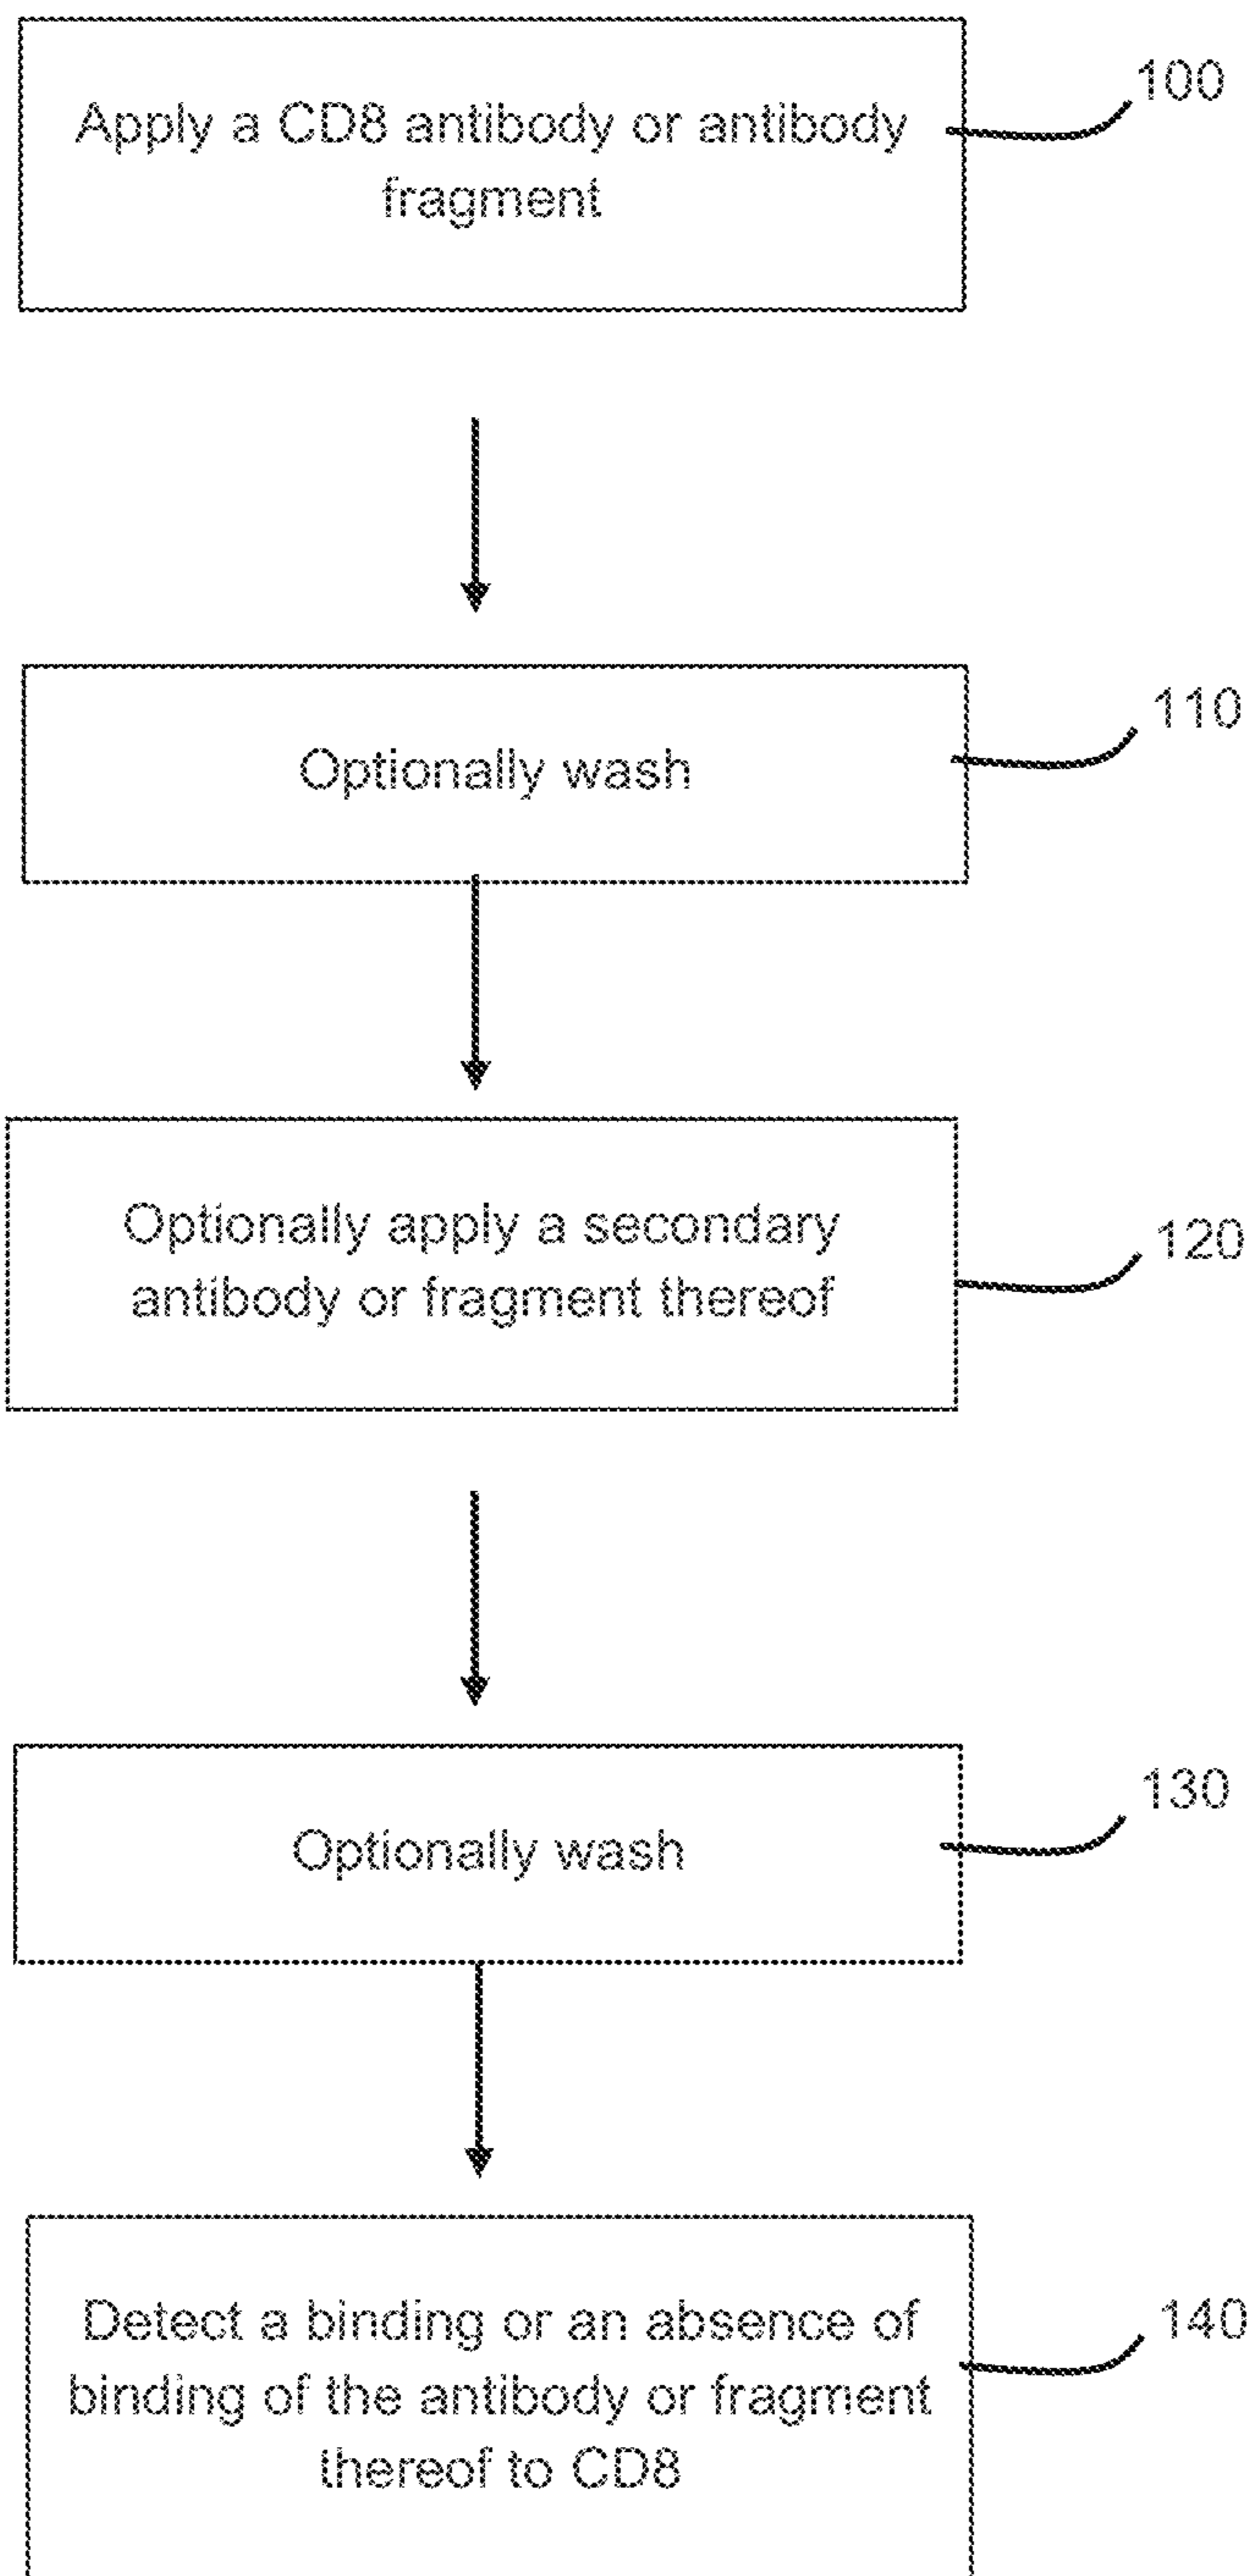 Apply a CD8 antibody or antibody
fragment
100
Optionally wash
110
Optionally apply a secondary
antibody or fragment thereof
120
Optionally wash
130
Detect a binding or an absence of
binding of the antibody or fragment
thereof to CD8
140